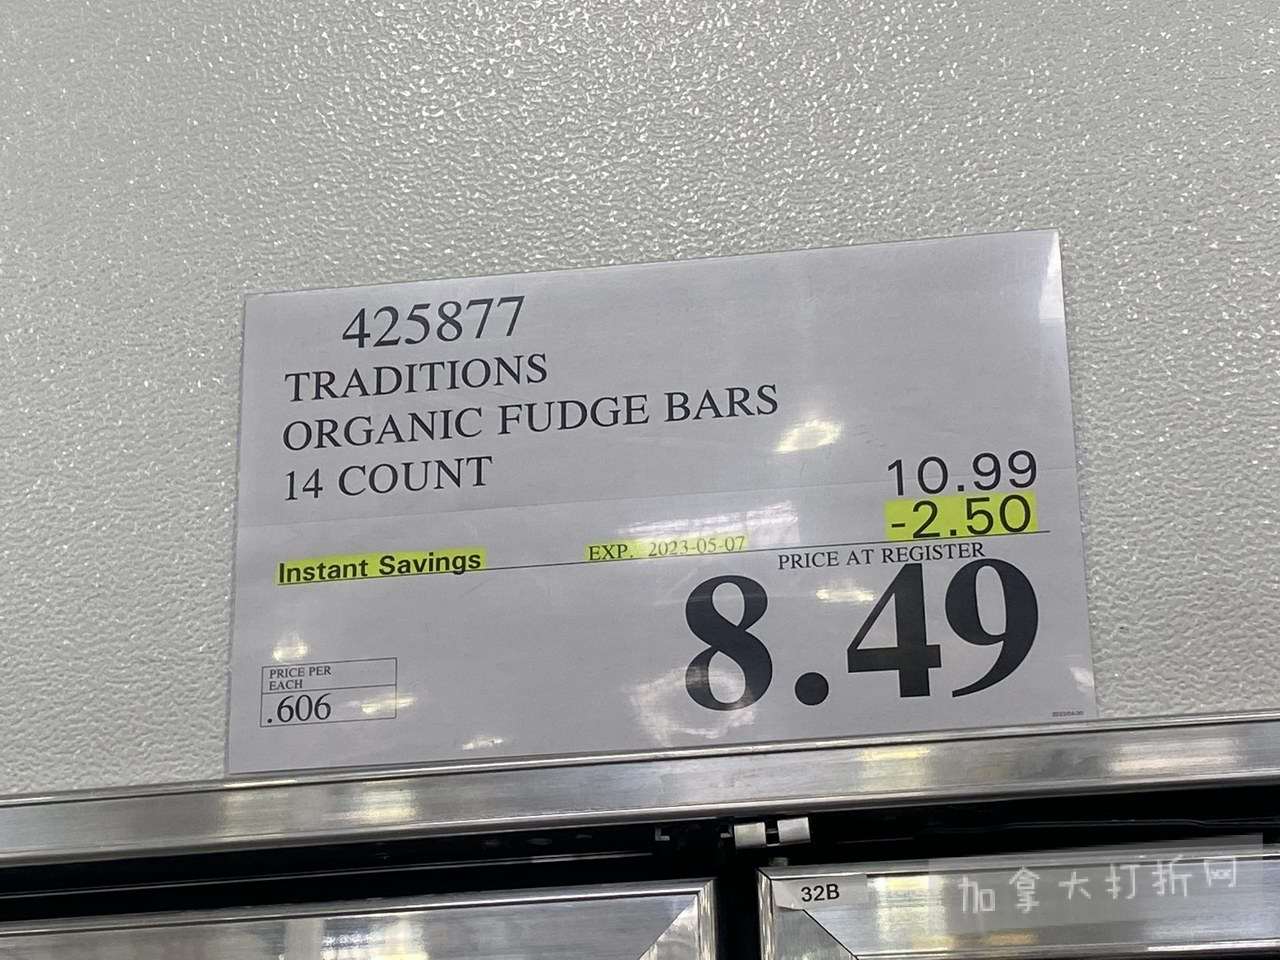 425877
TRADITIONS
ORGANIC FUDGE BARS
14 COUNT
10.99
-2.50
Instant Savings
EXP. 2023-05-07
PRICE AT REGISTER
8.49
PRICE PER
EACH
.606
32B
加拿大打折网